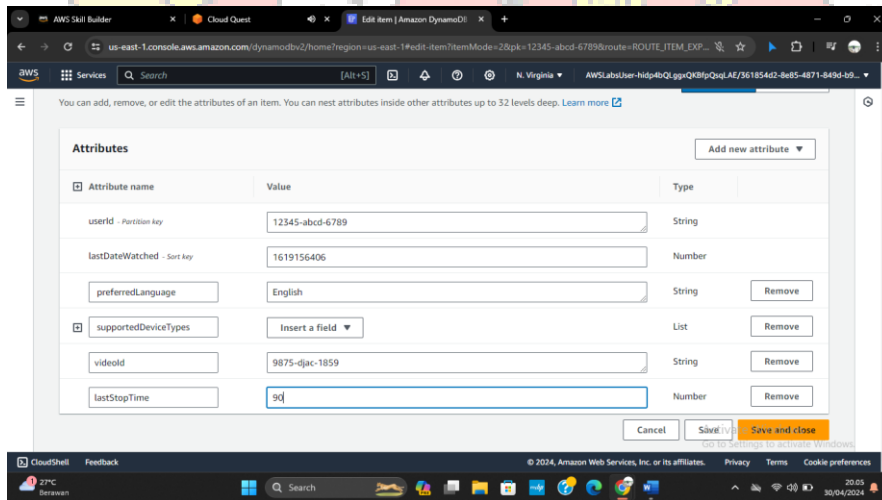 AWS Skill Builder
Cloud Quest
Edit item | Amazon DynamoDB
us-east-1.console.aws.amazon.com/dynamodbv2/home?region=us-east-1#edit-item?itemMode=2&pk=12345-abcd-6789&route=ROUTE_ITEM_EXP...
aws Services Search [Alt+S] N. Virginia AWSLabsUser-hidp4bQLggxQKBfpQsqLAE/361854d2-8e85-4871-849d-b9...
You can add, remove, or edit the attributes of an item. You can nest attributes inside other attributes up to 32 levels deep. Learn more
Attributes Add new attribute
Attribute name Value Type
userId - Partition key 12345-abcd-6789 String
lastDateWatched - Sort key 1619156406 Number
preferredLanguage English String Remove
supportedDeviceTypes Insert a field List Remove
videoId 9875-djac-1859 String Remove
lastStopTime 90 Number Remove
Cancel Save Save and close
Go to Settings to activate Windows.
CloudShell Feedback © 2024, Amazon Web Services, Inc. or its affiliates. Privacy Terms Cookie preferences
1 27°C Search 20.05
Berawan 30/04/2024